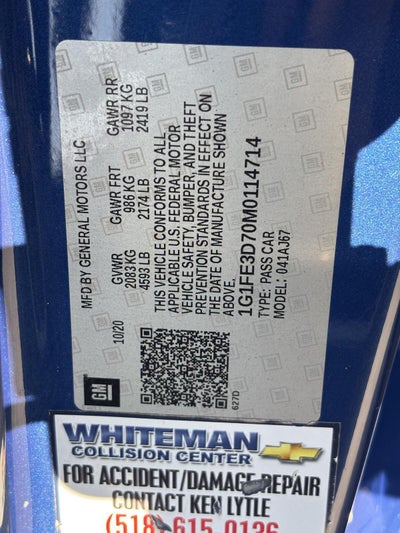 MFD BY GENERAL MOTORS LLC
10/20
GVWR
2083 KG
4593 LB
GAWR FRT
986 KG
2174 LB
GAWR RR
1097 KG
2419 LB
THIS VEHICLE CONFORMS TO ALL
APPLICABLE U.S. FEDERAL MOTOR
VEHICLE SAFETY, BUMPER, AND THEFT
PREVENTION STANDARDS IN EFFECT ON
THE DATE OF MANUFACTURE SHOWN
ABOVE.
1G1FE3D70M0114714
TYPE: PASS CAR
MODEL: 041AJ67
GM
627D
WHITEMAN
COLLISION CENTER
FOR ACCIDENT/DAMAGE REPAIR
CONTACT KEN LYTLE
(518) 615 0136